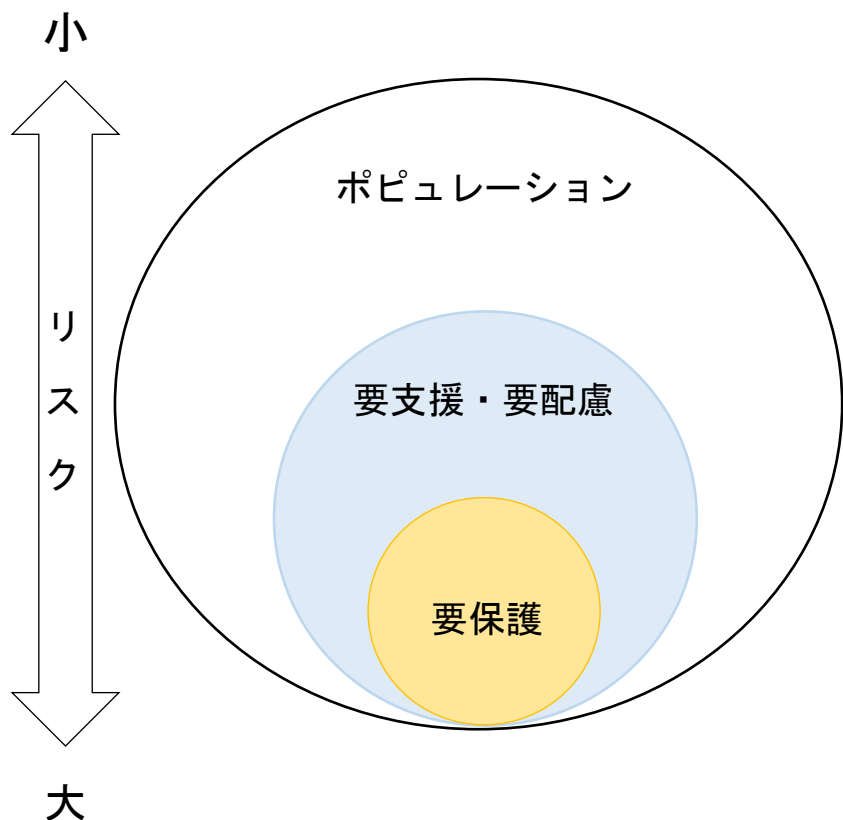 小
ポピュレーション
リスク
要支援・要配慮
要保護
大